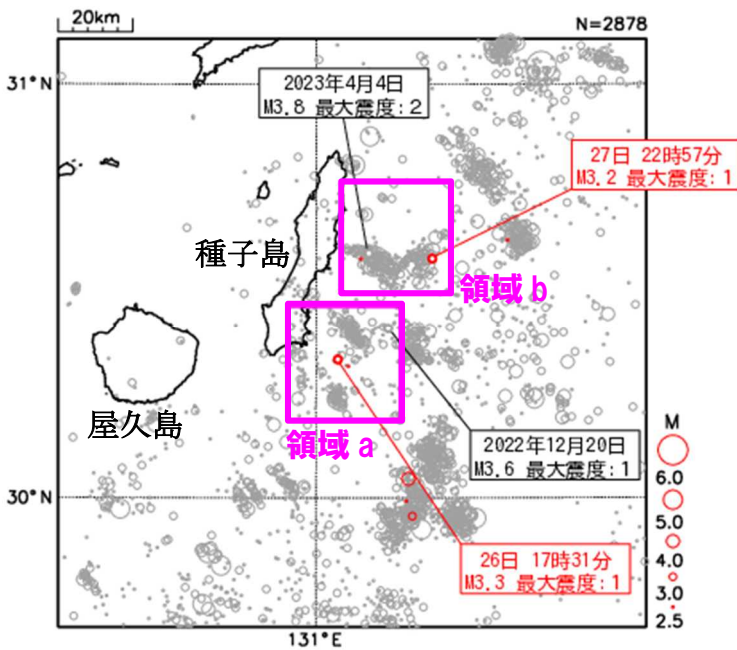 20km
N=2878
31°N
2023年4月4日
M3.8 最大震度:2
27日 22時57分
M3.2 最大震度:1
種子島
領域 b
屋久島
領域 a
2022年12月20日
M3.6 最大震度:1
30°N
26日 17時31分
M3.3 最大震度:1
M
6.0
5.0
4.0
3.0
2.5
131°E